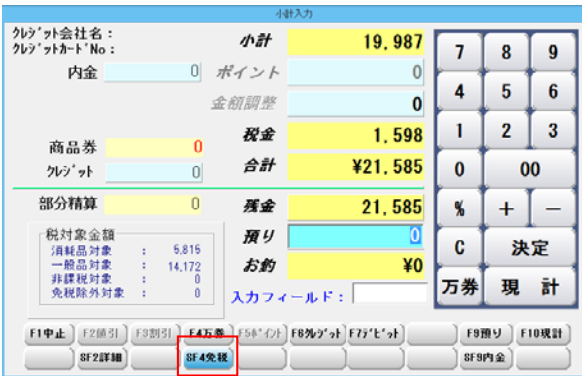 小計入力
クレジット会社名：
クレジットカードNo：
小計 19,987
内金 0 ポイント 0
金額調整 0
税金 1,598
商品券 0
クレジット 0 合計 ¥21,585
部分精算 0 残金 21,585
税対象金額
消耗品対象 : 5,815
一般品対象 : 14,172
非課税対象 : 0
免税除外対象 : 0
預り 0
お釣 ¥0
入力フィールド：
7 8 9
4 5 6
1 2 3
0 00
% + −
C 決定
万券 現 計
F1中止 F2値引 F3割引 F4万券 F5ポイント F6クレジット F7デビット F9預り F10現計
SF2詳細 SF4免税 SF9内金